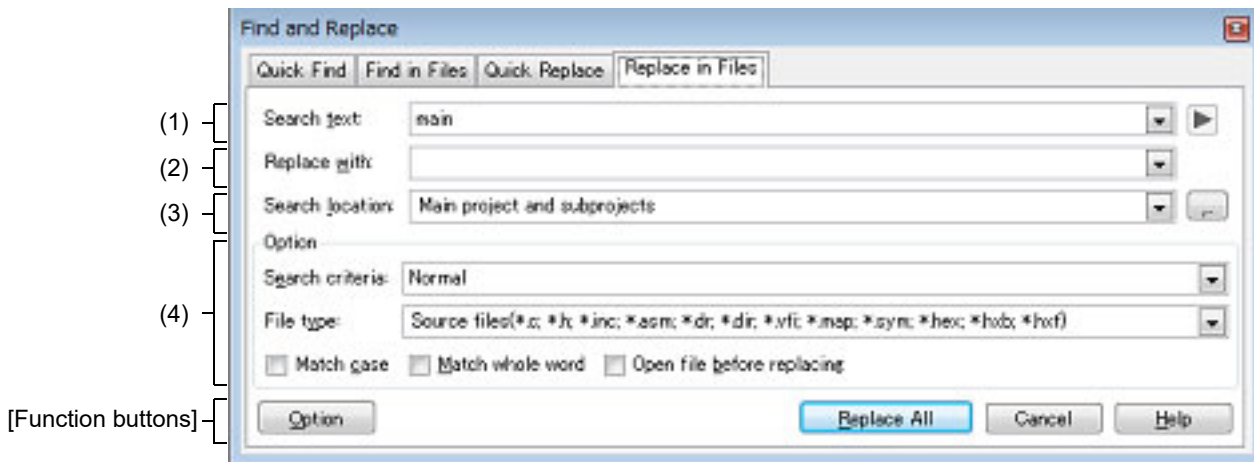 Find and Replace
Quick Find Find in Files Quick Replace Replace in Files
(1) Search text: main
(2) Replace with:
(3) Search location: Main project and subprojects
Option
Search criteria: Normal
(4) File type: Source files(*.c; *.h; *.inc; *.asm; *.dr; *.dir; *.vfi; *.map; *.sym; *.hex; *.hxb; *.hxf)
Match case Match whole word Open file before replacing
[Function buttons] Option Replace All Cancel Help